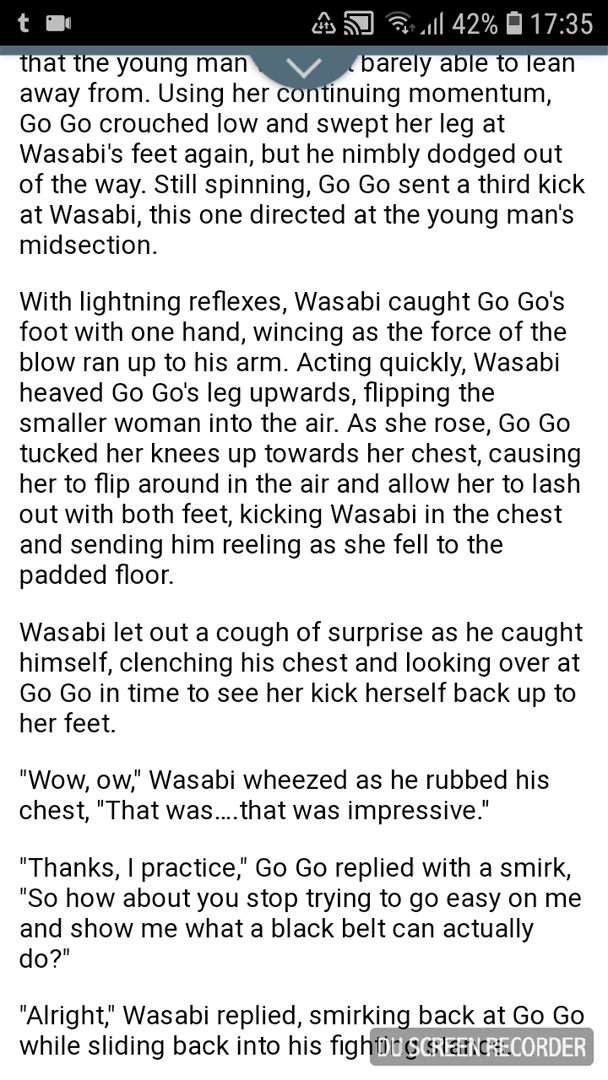 t 42% 17:35
that the young man barely able to lean
away from. Using her continuing momentum,
Go Go crouched low and swept her leg at
Wasabi's feet again, but he nimbly dodged out
of the way. Still spinning, Go Go sent a third kick
at Wasabi, this one directed at the young man's
midsection.
With lightning reflexes, Wasabi caught Go Go's
foot with one hand, wincing as the force of the
blow ran up to his arm. Acting quickly, Wasabi
heaved Go Go's leg upwards, flipping the
smaller woman into the air. As she rose, Go Go
tucked her knees up towards her chest, causing
her to flip around in the air and allow her to lash
out with both feet, kicking Wasabi in the chest
and sending him reeling as she fell to the
padded floor.
Wasabi let out a cough of surprise as he caught
himself, clenching his chest and looking over at
Go Go in time to see her kick herself back up to
her feet.
"Wow, ow," Wasabi wheezed as he rubbed his
chest, "That was....that was impressive."
"Thanks, I practice," Go Go replied with a smirk,
"So how about you stop trying to go easy on me
and show me what a black belt can actually
do?"
"Alright," Wasabi replied, smirking back at Go Go
while sliding back into his fighting
DU SCREEN RECORDER